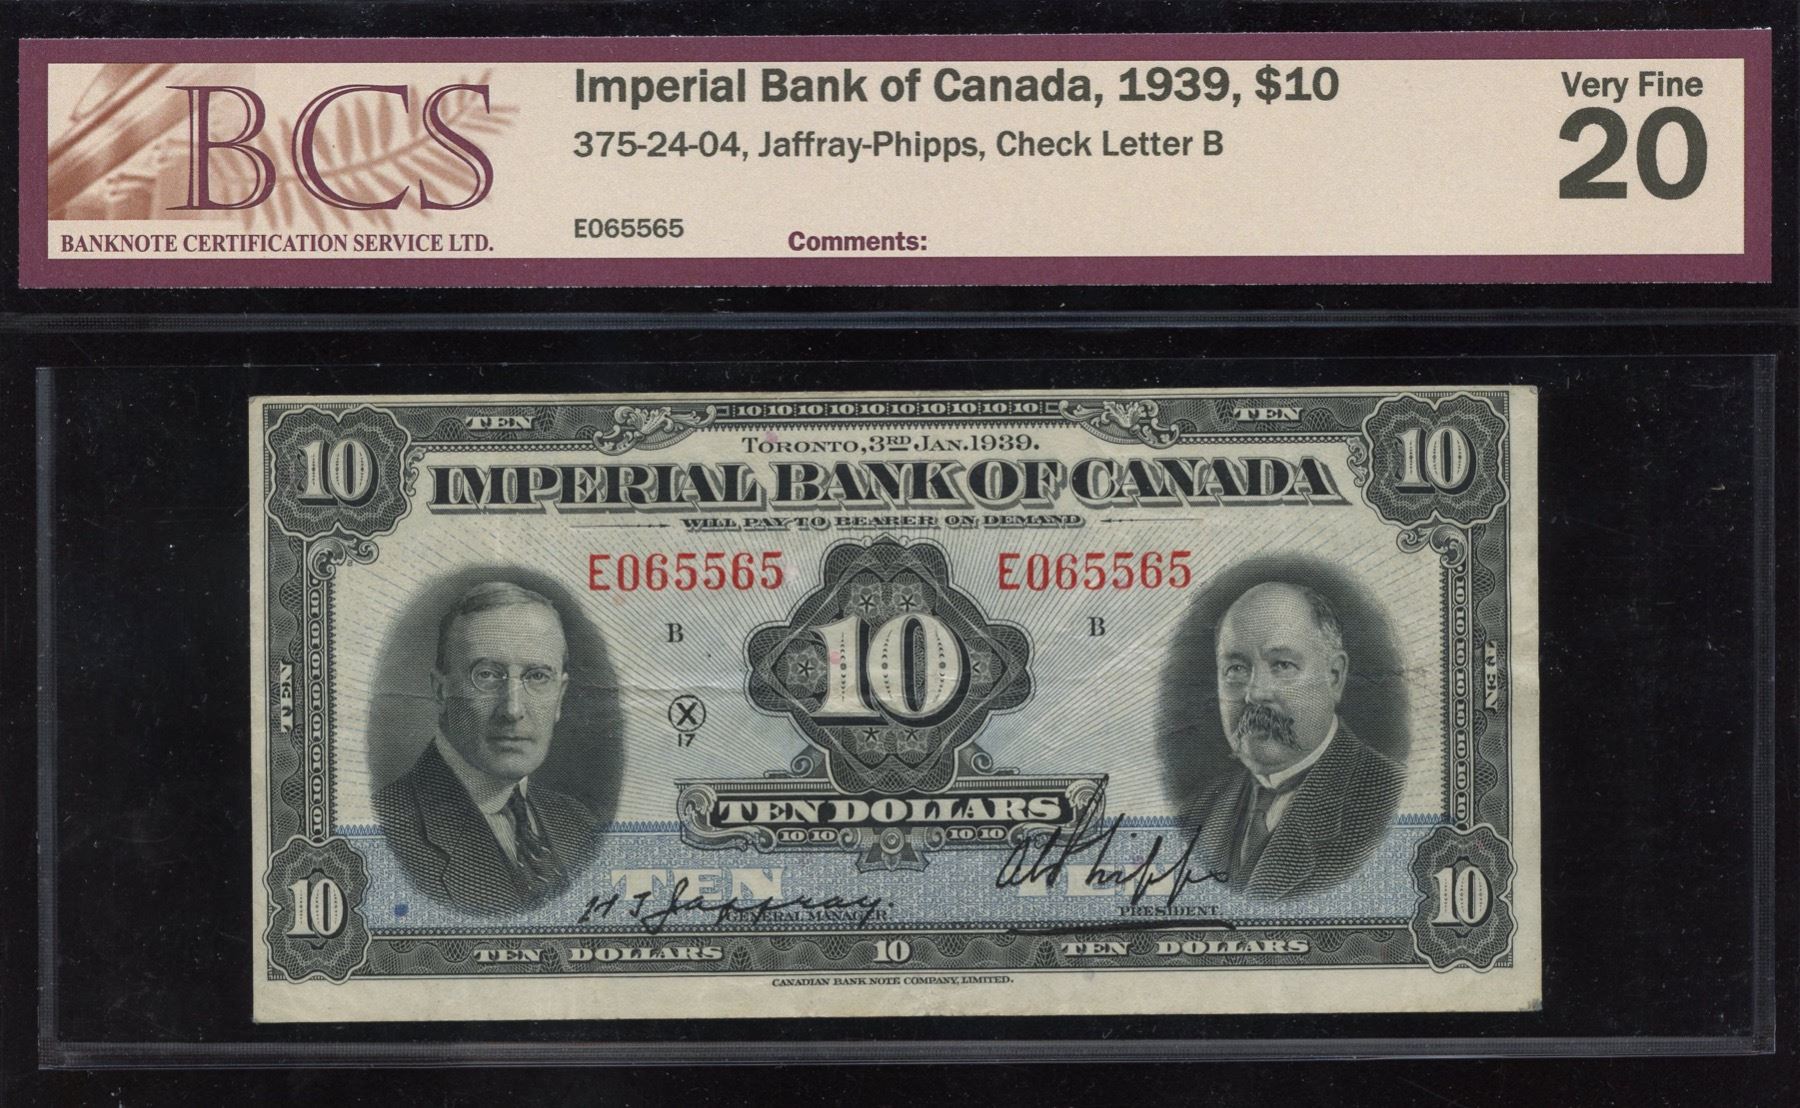 BCS
BANKNOTE CERTIFICATION SERVICE LTD.
Imperial Bank of Canada, 1939, $10
375-24-04, Jaffray-Phipps, Check Letter B
E065565
Comments:
Very Fine
20
TEN 10 10 10 10 10 10 10 10 10 10 TEN
10 TORONTO, 3RD JAN. 1939. 10
IMPERIAL BANK OF CANADA
WILL PAY TO BEARER ON DEMAND
E065565 E065565
B B
10
TEN TEN
X
17
TEN DOLLARS
10 10 10 10
TEN
H T Jaffray. GENERAL MANAGER
A E Phipps PRESIDENT
10 10
TEN DOLLARS 10 TEN DOLLARS
CANADIAN BANK NOTE COMPANY, LIMITED.